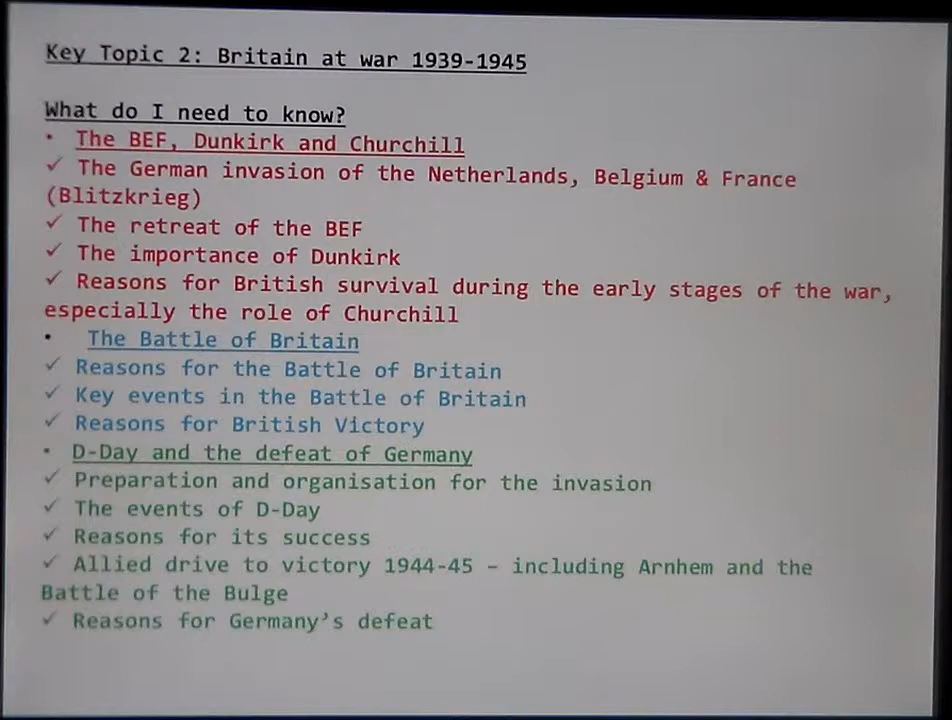 Key Topic 2: Britain at war 1939-1945
What do I need to know?
• The BEF, Dunkirk and Churchill
✓ The German invasion of the Netherlands, Belgium & France
(Blitzkrieg)
✓ The retreat of the BEF
✓ The importance of Dunkirk
✓ Reasons for British survival during the early stages of the war,
especially the role of Churchill
• The Battle of Britain
✓ Reasons for the Battle of Britain
✓ Key events in the Battle of Britain
✓ Reasons for British Victory
• D-Day and the defeat of Germany
✓ Preparation and organisation for the invasion
✓ The events of D-Day
✓ Reasons for its success
✓ Allied drive to victory 1944-45 – including Arnhem and the
Battle of the Bulge
✓ Reasons for Germany's defeat